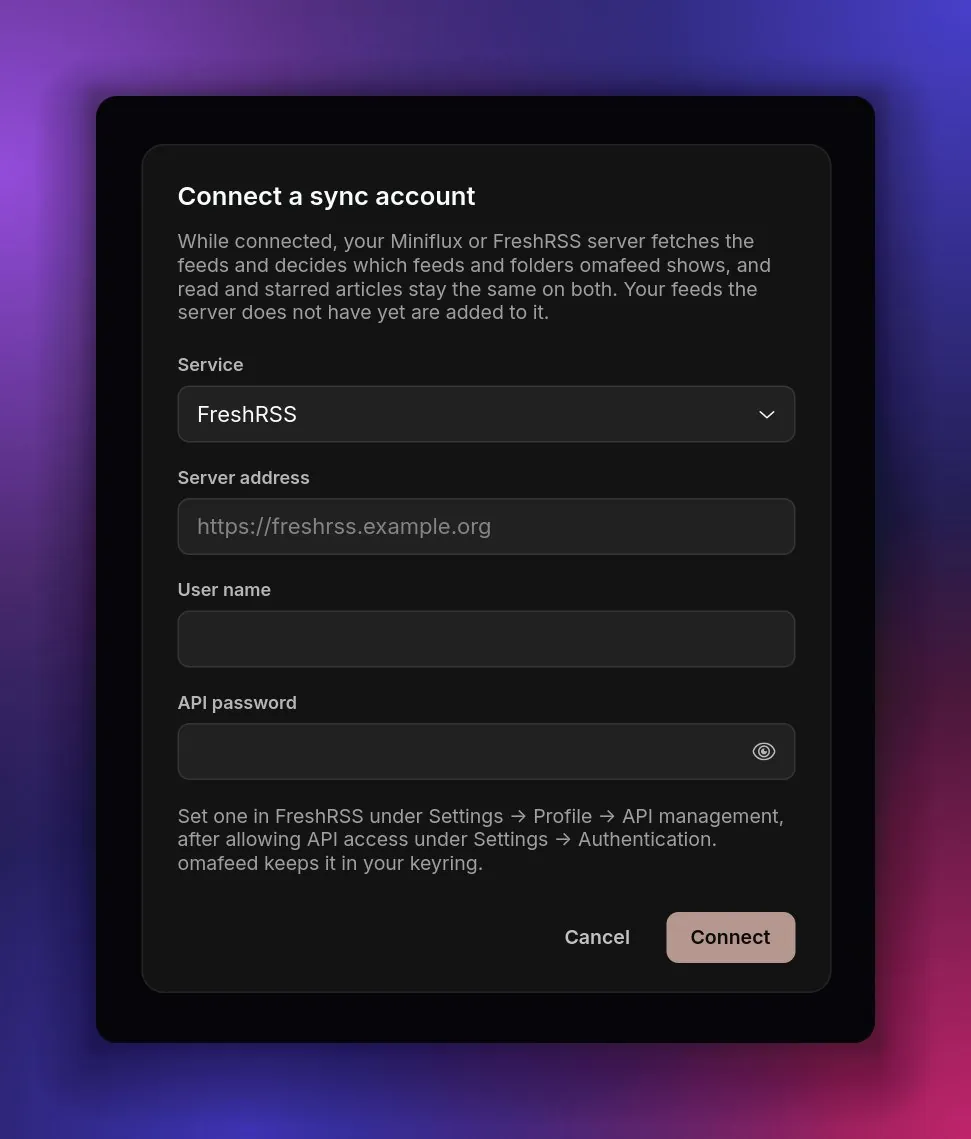 Connect a sync account
While connected, your Miniflux or FreshRSS server fetches the
feeds and decides which feeds and folders omafeed shows, and
read and starred articles stay the same on both. Your feeds the
server does not have yet are added to it.
Service
FreshRSS
Server address
https://freshrss.example.org
User name
API password
Set one in FreshRSS under Settings → Profile → API management,
after allowing API access under Settings → Authentication.
omafeed keeps it in your keyring.
Cancel
Connect